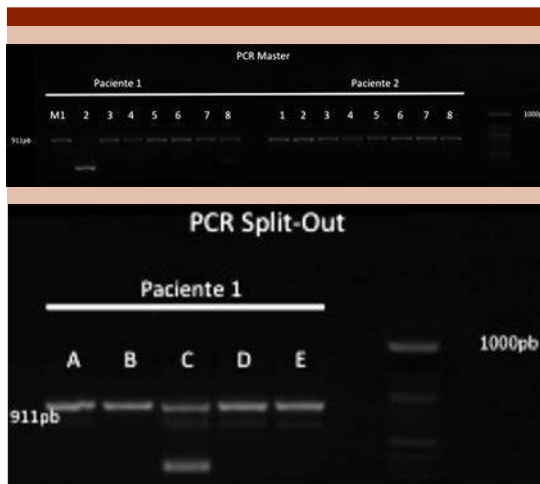 PCR Master
Paciente 1 Paciente 2
M1 2 3 4 5 6 7 8 1 2 3 4 5 6 7 8
1000p
911pb
PCR Split-Out
Paciente 1
A B C D E
1000pb
911pb